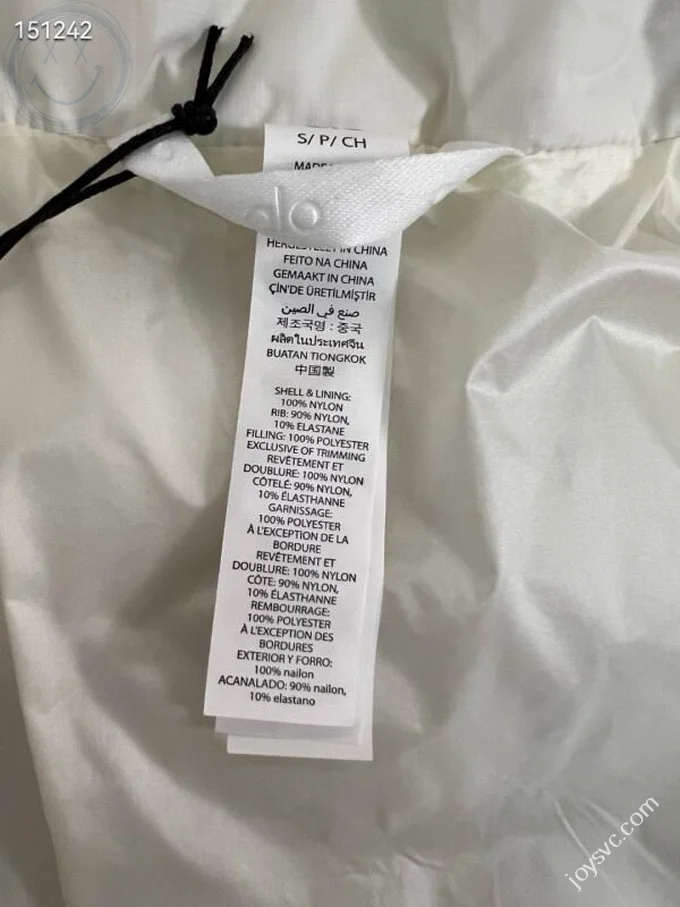 151242
S/ P/ CH
HERGESTELLT IN CHINA
FEITO NA CHINA
GEMAAKT IN CHINA
ÇİN'DE ÜRETİLMİŞTİR
صنع في الصين
제조국명 : 중국
ผลิตในประเทศจีน
BUATAN TIONGKOK
中国製
SHELL & LINING:
100% NYLON
RIB: 90% NYLON,
10% ELASTANE
FILLING: 100% POLYESTER
EXCLUSIVE OF TRIMMING
REVÊTEMENT ET
DOUBLURE: 100% NYLON
CÔTELÉ: 90% NYLON,
10% ÉLASTHANNE
GARNISSAGE:
100% POLYESTER
À L'EXCEPTION DE LA
BORDURE
REVÊTEMENT ET
DOUBLURE: 100% NYLON
CÔTE: 90% NYLON,
10% ÉLASTHANNE
REMBOURRAGE:
100% POLYESTER
À L'EXCEPTION DES
BORDURES
EXTERIOR Y FORRO:
100% nailon
ACANALADO: 90% nailon,
10% elastano
joysvc.com